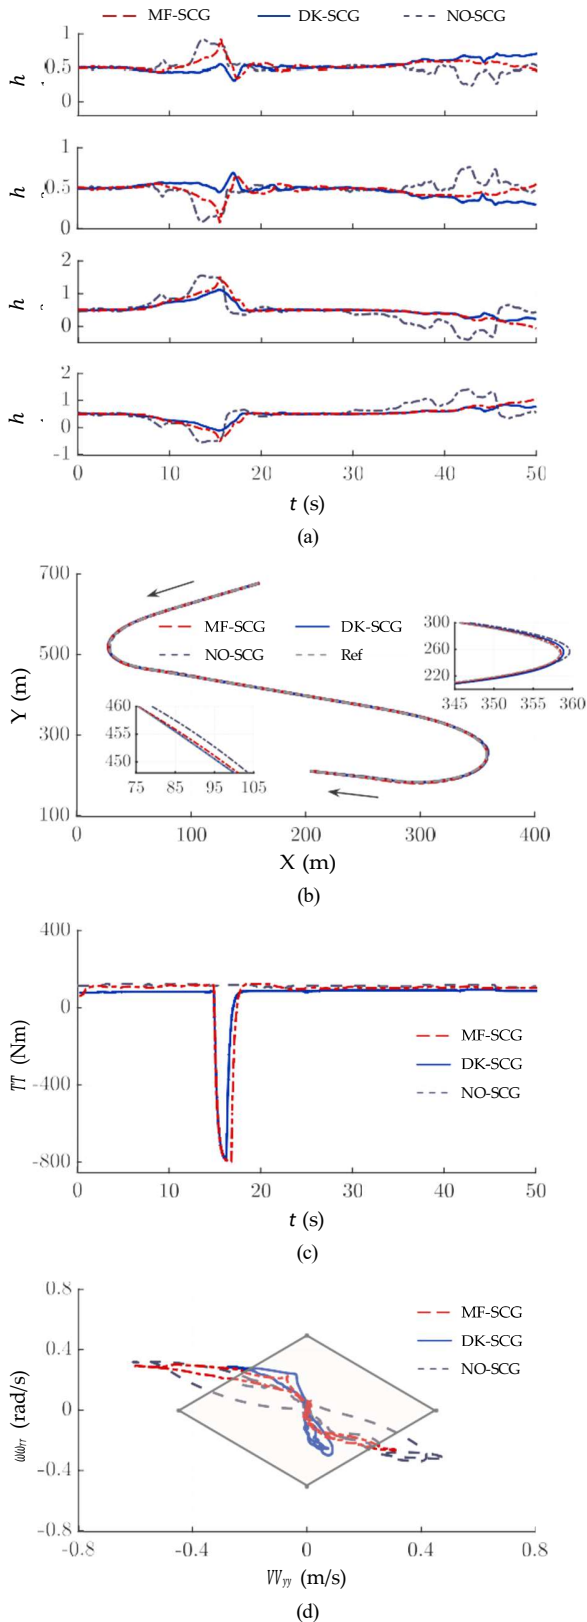 MF-SCG DK-SCG NO-SCG
1
0.5
0
h
1
0.5
0
h
2
1
0
h
2
1
0
-1
h
0 10 20 30 40 50
t (s)
(a)
700
500
300
100
Y (m)
MF-SCG DK-SCG
NO-SCG Ref
300
260
220
345 350 355 360
460
455
450
75 85 95 105
0 100 200 300 400
X (m)
(b)
400
0
-400
-800
TT (Nm)
MF-SCG
DK-SCG
NO-SCG
0 10 20 30 40 50
t (s)
(c)
0.8
0.4
0
-0.4
-0.8
ωω_rr (rad/s)
MF-SCG
DK-SCG
NO-SCG
-0.8 -0.4 0 0.4 0.8
VV_yy (m/s)
(d)